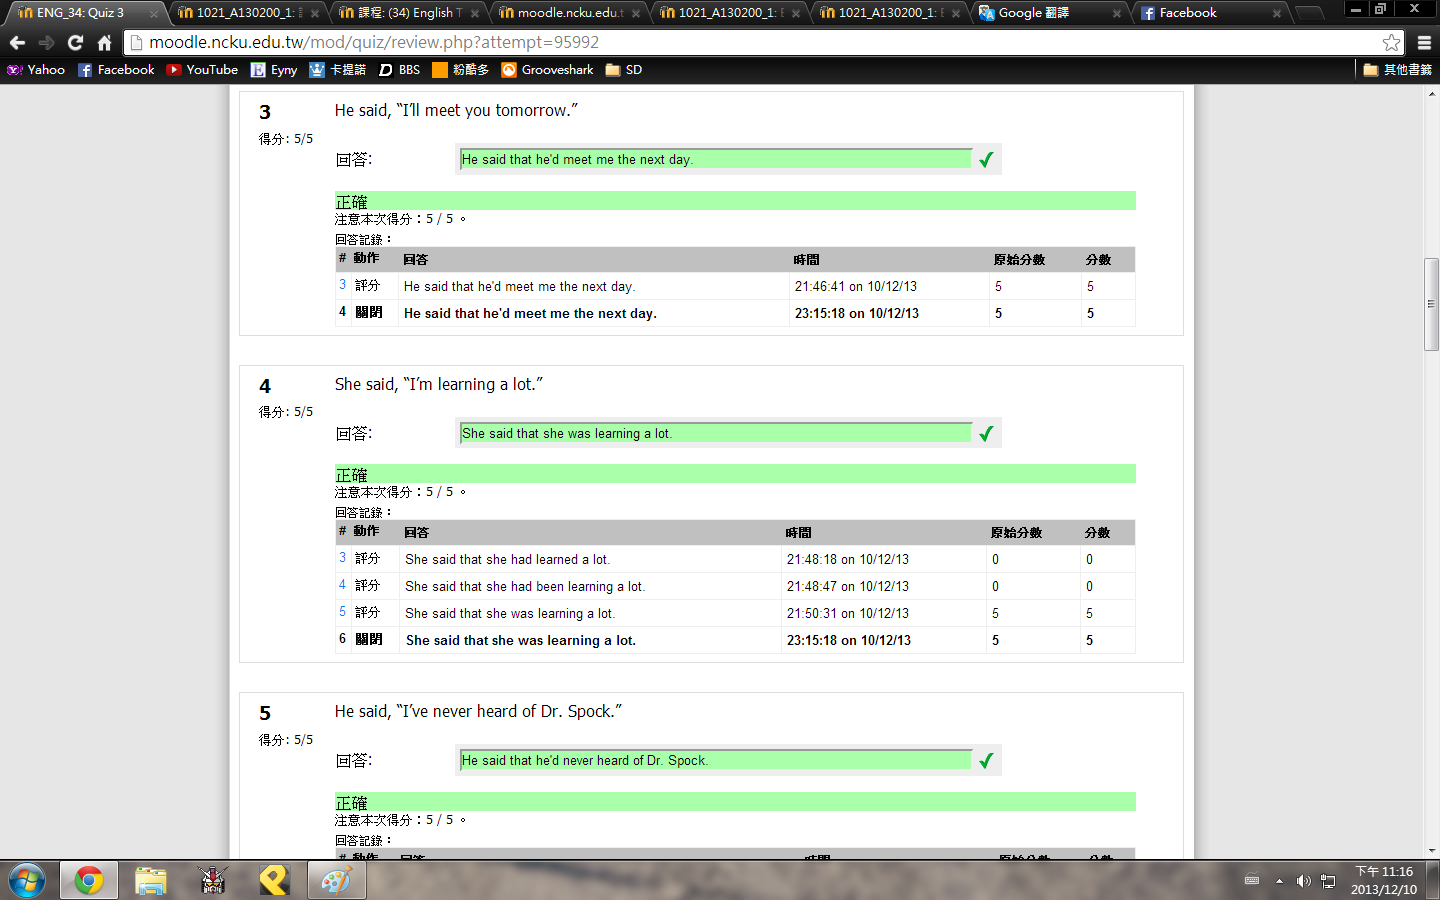 ENG_34: Quiz 3
1021_A130200_1:
課程: (34) English T
moodle.ncku.edu.t
1021_A130200_1: E
1021_A130200_1: E
Google 翻譯
Facebook
moodle.ncku.edu.tw/mod/quiz/review.php?attempt=95992
Yahoo Facebook YouTube Eyny 卡提諾 BBS 粉酷多 Grooveshark SD 其他書籤
3 He said, “I’ll meet you tomorrow.”
得分: 5/5
回答: He said that he'd meet me the next day.
正確
注意本次得分：5 / 5 。
回答記錄：
# 動作 回答 時間 原始分數 分數
3 評分 He said that he'd meet me the next day. 21:46:41 on 10/12/13 5 5
4 關閉 He said that he'd meet me the next day. 23:15:18 on 10/12/13 5 5
4 She said, “I’m learning a lot.”
得分: 5/5
回答: She said that she was learning a lot.
正確
注意本次得分：5 / 5 。
回答記錄：
# 動作 回答 時間 原始分數 分數
3 評分 She said that she had learned a lot. 21:48:18 on 10/12/13 0 0
4 評分 She said that she had been learning a lot. 21:48:47 on 10/12/13 0 0
5 評分 She said that she was learning a lot. 21:50:31 on 10/12/13 5 5
6 關閉 She said that she was learning a lot. 23:15:18 on 10/12/13 5 5
5 He said, “I’ve never heard of Dr. Spock.”
得分: 5/5
回答: He said that he'd never heard of Dr. Spock.
正確
注意本次得分：5 / 5 。
回答記錄：
# 動作 回答 時間 原始分數 分數
下午 11:16
2013/12/10